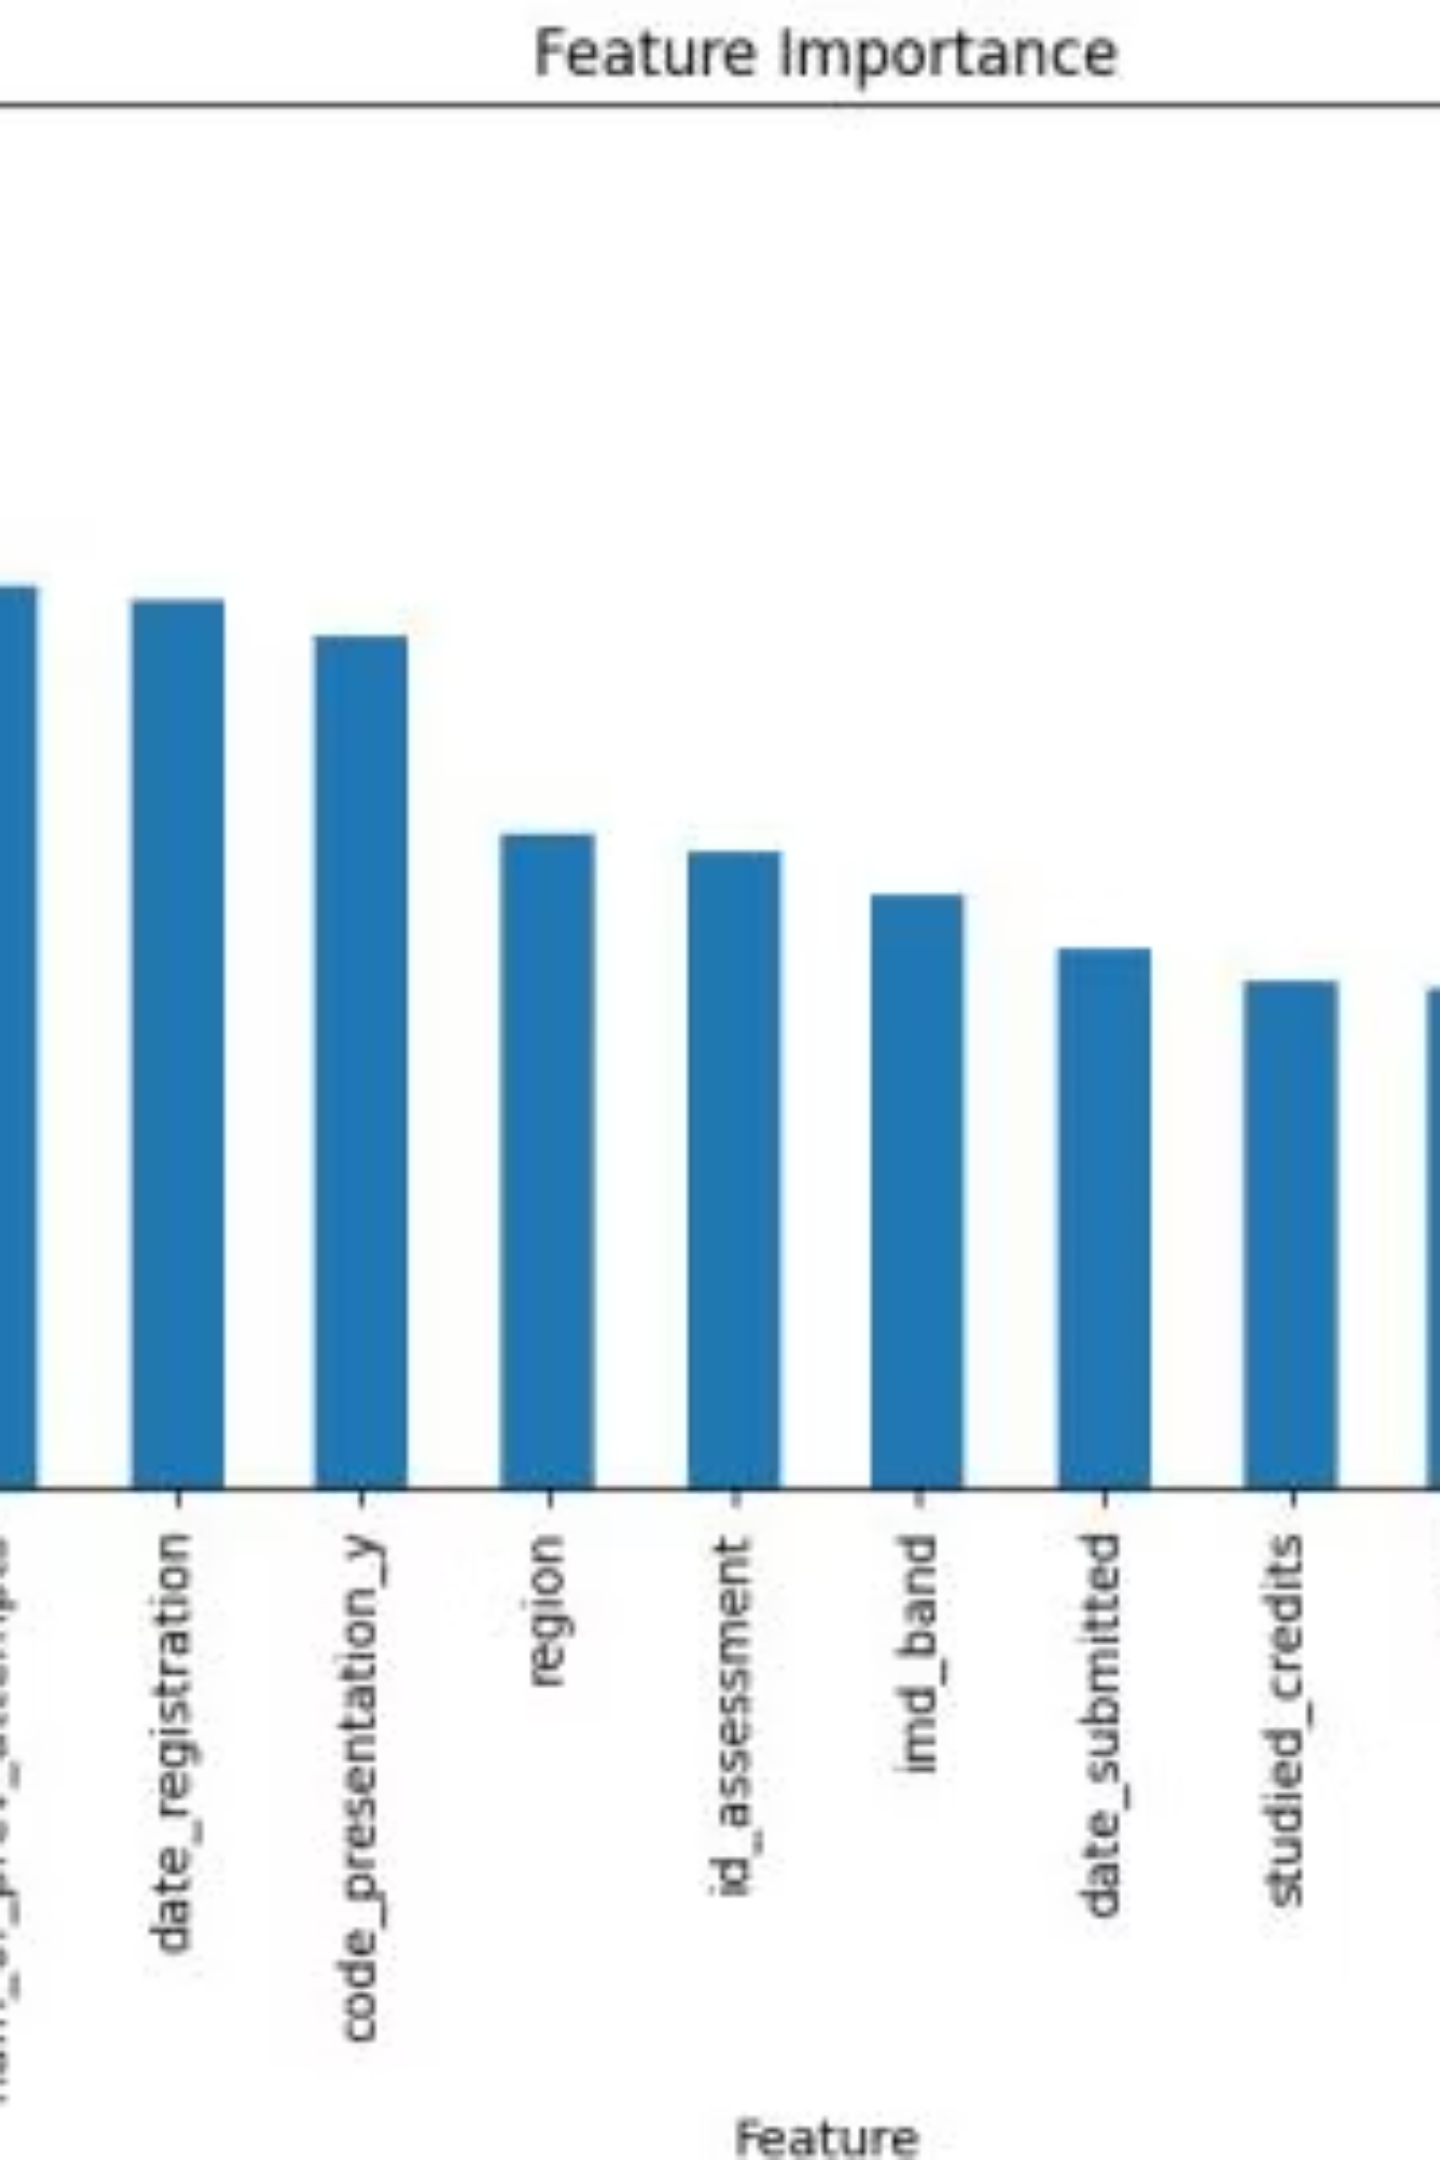 Feature Importance
date_registration
code_presentation_y
region
id_assessment
imd_band
date_submitted
studied_credits
Feature